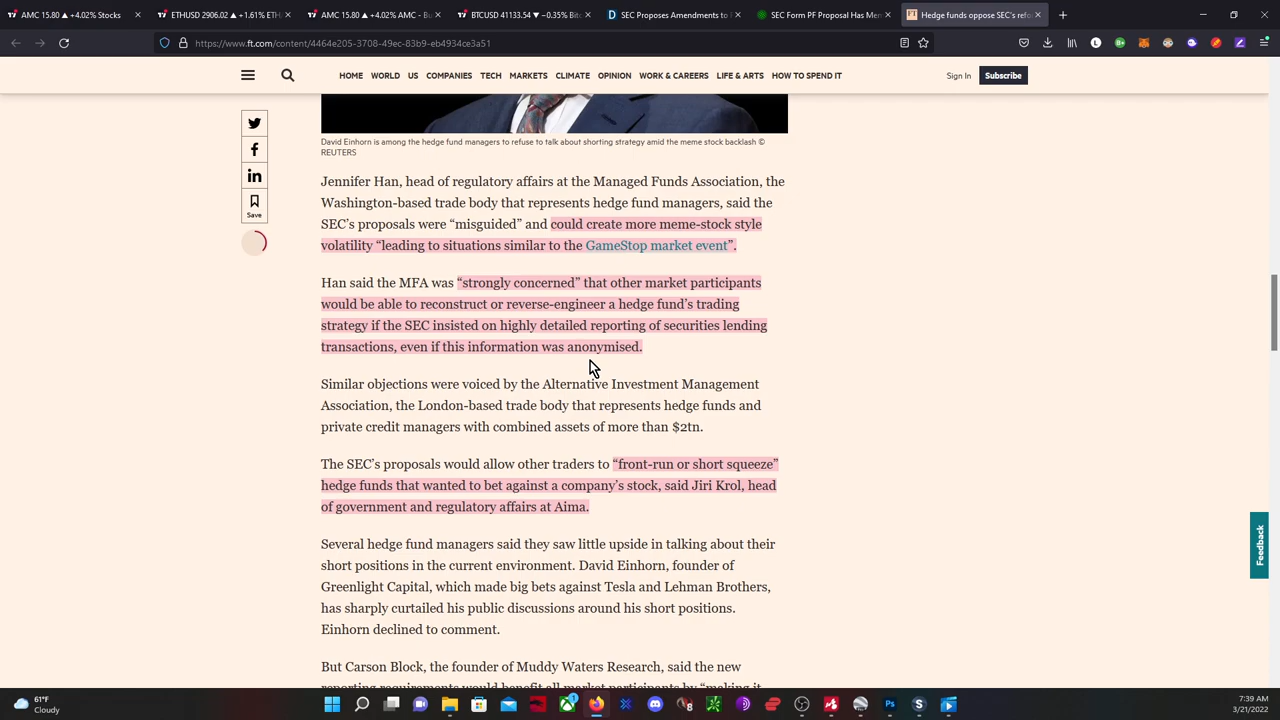 AMC 15.80 ▲ +4.02% Stocks
ETHUSD 2906.02 ▲ +1.61% ETH
AMC 15.80 ▲ +4.02% AMC - Bu
BTCUSD 41133.54 ▼ −0.35% Bit
SEC Proposes Amendments to F
SEC Form PF Proposal Has Men
Hedge funds oppose SEC's refo
https://www.ft.com/content/4464e205-3708-49ec-83b9-eb4934ce3a51
HOME WORLD US COMPANIES TECH MARKETS CLIMATE OPINION WORK & CAREERS LIFE & ARTS HOW TO SPEND IT
Sign In Subscribe
David Einhorn is among the hedge fund managers to refuse to talk about shorting strategy amid the meme stock backlash ©
REUTERS
Save
Jennifer Han, head of regulatory affairs at the Managed Funds Association, the
Washington-based trade body that represents hedge fund managers, said the
SEC's proposals were “misguided” and could create more meme-stock style
volatility “leading to situations similar to the GameStop market event”.
Han said the MFA was “strongly concerned” that other market participants
would be able to reconstruct or reverse-engineer a hedge fund's trading
strategy if the SEC insisted on highly detailed reporting of securities lending
transactions, even if this information was anonymised.
Similar objections were voiced by the Alternative Investment Management
Association, the London-based trade body that represents hedge funds and
private credit managers with combined assets of more than $2tn.
The SEC's proposals would allow other traders to “front-run or short squeeze”
hedge funds that wanted to bet against a company's stock, said Jiri Krol, head
of government and regulatory affairs at Aima.
Several hedge fund managers said they saw little upside in talking about their
short positions in the current environment. David Einhorn, founder of
Greenlight Capital, which made big bets against Tesla and Lehman Brothers,
has sharply curtailed his public discussions around his short positions.
Einhorn declined to comment.
But Carson Block, the founder of Muddy Waters Research, said the new
reporting requirements would benefit all market participants by “making it
Feedback
61°F
Cloudy
7:39 AM
3/21/2022